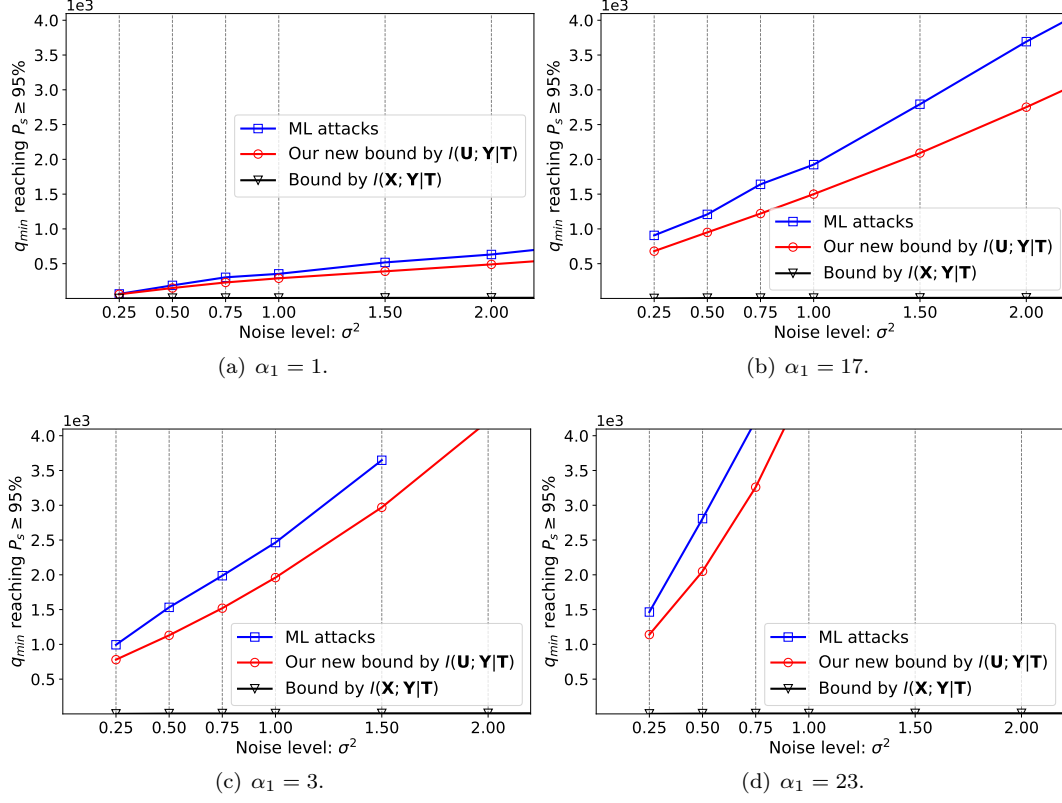 1e3
4.0
3.5
3.0
2.5
2.0
1.5
1.0
0.5
q_min reaching P_s ≥ 95%
ML attacks
Our new bound by I(U; Y|T)
Bound by I(X; Y|T)
0.25 0.50 0.75 1.00 1.50 2.00
Noise level: σ²
(a) α₁ = 1.
1e3
4.0
3.5
3.0
2.5
2.0
1.5
1.0
0.5
q_min reaching P_s ≥ 95%
ML attacks
Our new bound by I(U; Y|T)
Bound by I(X; Y|T)
0.25 0.50 0.75 1.00 1.50 2.00
Noise level: σ²
(b) α₁ = 17.
1e3
4.0
3.5
3.0
2.5
2.0
1.5
1.0
0.5
q_min reaching P_s ≥ 95%
ML attacks
Our new bound by I(U; Y|T)
Bound by I(X; Y|T)
0.25 0.50 0.75 1.00 1.50 2.00
Noise level: σ²
(c) α₁ = 3.
1e3
4.0
3.5
3.0
2.5
2.0
1.5
1.0
0.5
q_min reaching P_s ≥ 95%
ML attacks
Our new bound by I(U; Y|T)
Bound by I(X; Y|T)
0.25 0.50 0.75 1.00 1.50 2.00
Noise level: σ²
(d) α₁ = 23.